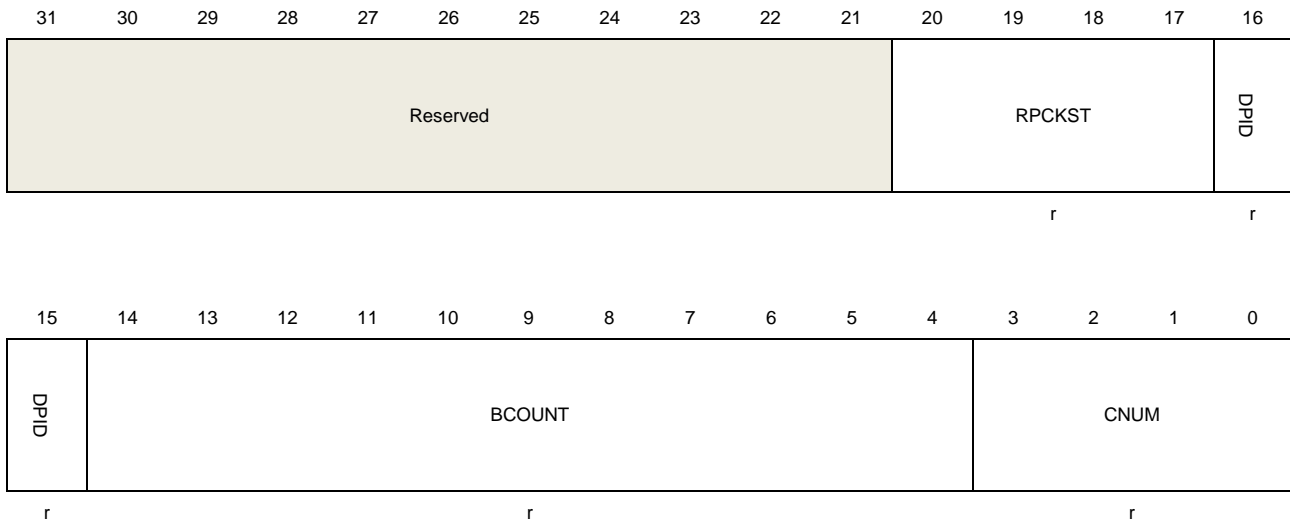 31 30 29 28 27 26 25 24 23 22 21 20 19 18 17 16
Reserved RPCKST DPID
r r
15 14 13 12 11 10 9 8 7 6 5 4 3 2 1 0
DPID BCOUNT CNUM
r r r